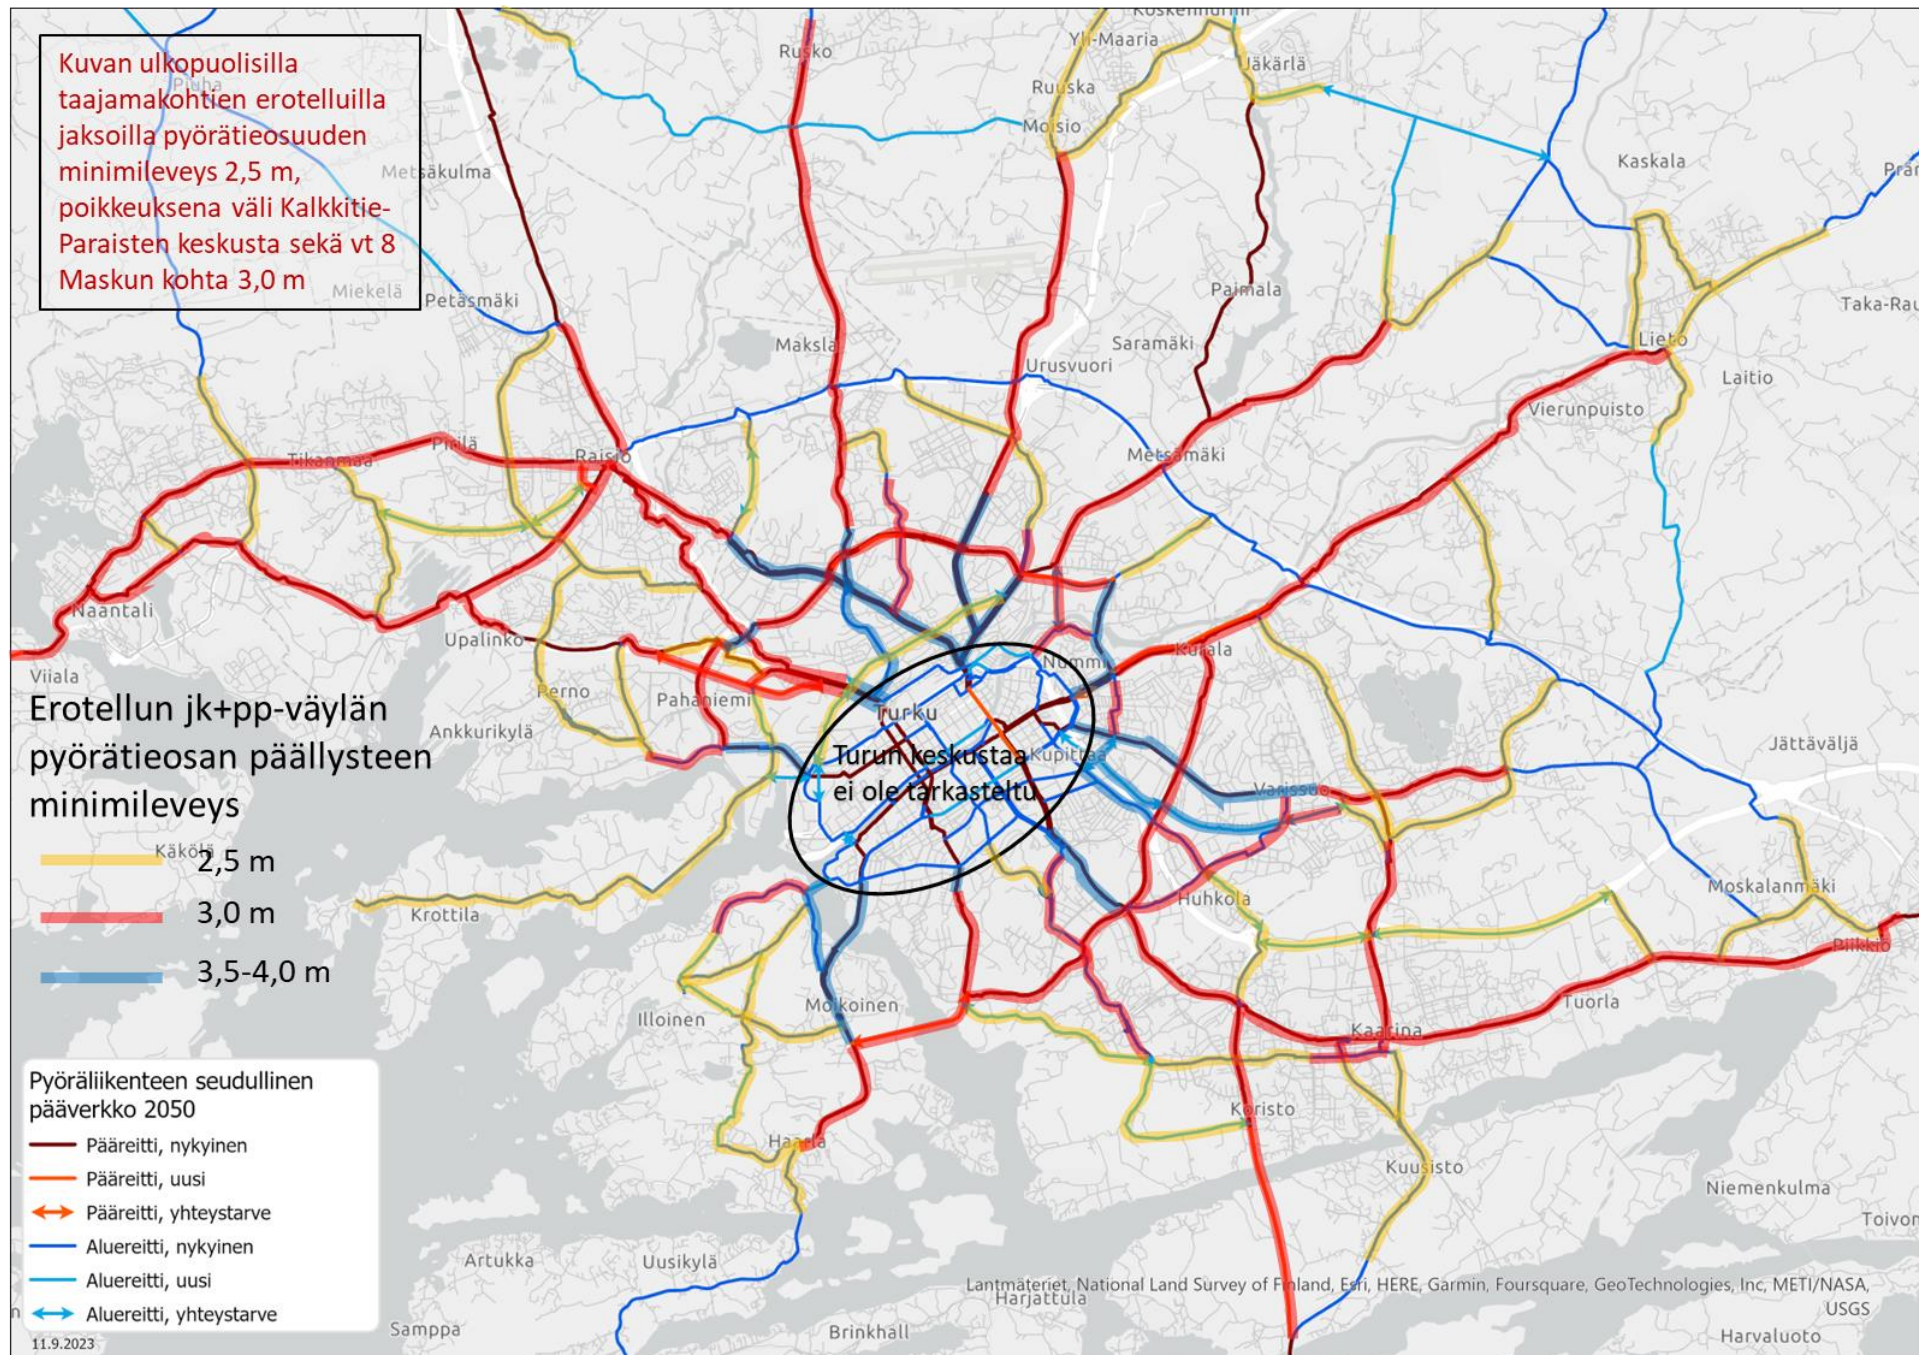 Kuvan ulkopuolisilla
taajamakohtien erotelluilla
jaksoilla pyörätieosuuden
minimileveys 2,5 m,
poikkeuksena väli Kalkkitie-
Paraisten keskusta sekä vt 8
Maskun kohta 3,0 m
Piuha
Rusko
Yli-Maaria
Jäkärlä
Ruuska
Moisio
Metsäkulma
Kaskala
Miekelä
Petäsmäki
Paimala
Taka-Rau
Maksla
Saramäki
Lieto
Urusvuori
Laitio
Vierunpuisto
Pirilä
Tikanmaa
Raisio
Metsämäki
Naantali
Upalinko
Nummi
Kurala
Viiala
Perno
Pahaniemi
Turku
Ankkurikylä
Kupittaa
Jättäväljä
Turun keskustaa
ei ole tarkasteltu
Varissuo
Erotellun jk+pp-väylän
pyörätieosan päällysteen
minimileveys
Käkölä
2,5 m
3,0 m
3,5-4,0 m
Krottila
Huhkola
Moskalanmäki
Piikkiö
Moikoinen
Illoinen
Tuorla
Kaarina
Koristo
Haarla
Kuusisto
Niemenkulma
Artukka
Uusikylä
Harjattula
Samppa
Brinkhall
Harvaluoto
Pyöräliikenteen seudullinen
pääverkko 2050
Pääreitti, nykyinen
Pääreitti, uusi
Pääreitti, yhteystarve
Aluereitti, nykyinen
Aluereitti, uusi
Aluereitti, yhteystarve
11.9.2023
Lantmäteriet, National Land Survey of Finland, Esri, HERE, Garmin, Foursquare, GeoTechnologies, Inc, METI/NASA,
USGS